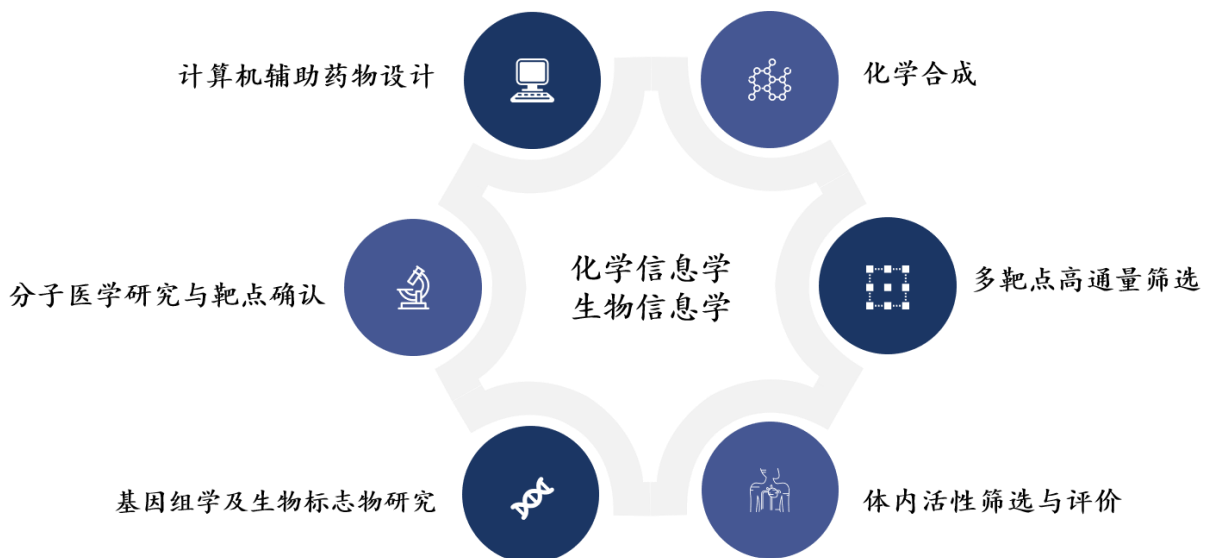 计算机辅助药物设计
化学合成
分子医学研究与靶点确认
化学信息学
生物信息学
多靶点高通量筛选
基因组学及生物标志物研究
体内活性筛选与评价